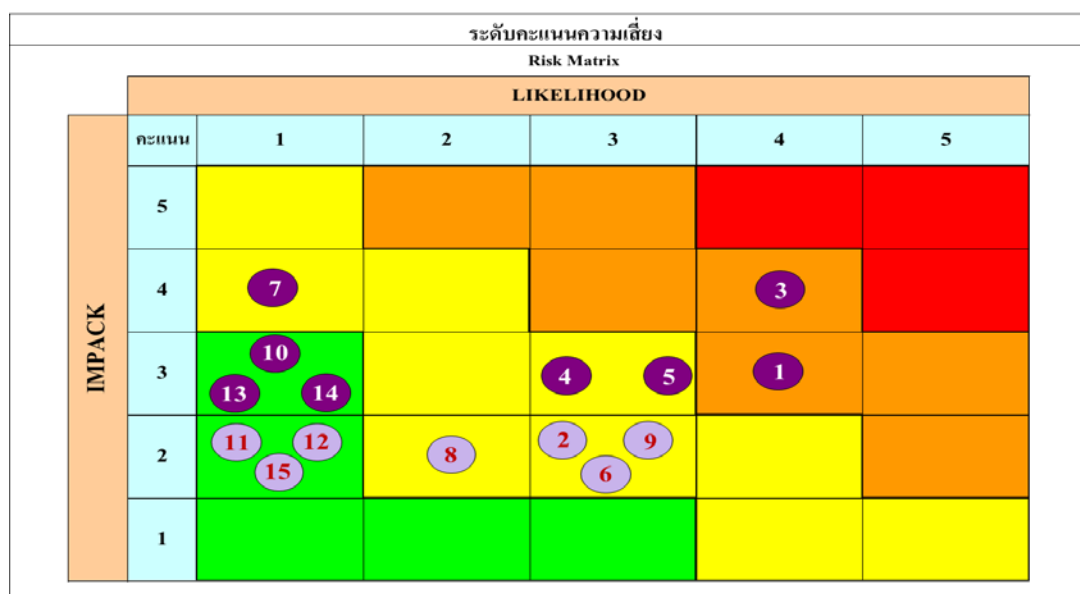 ระดับคะแนนความเสี่ยง
Risk Matrix
LIKELIHOOD
คะแนน 1 2 3 4 5
IMPACK
5
4 7 3
3 10 13 14 4 5 1
2 11 12 15 8 2 9 6
1